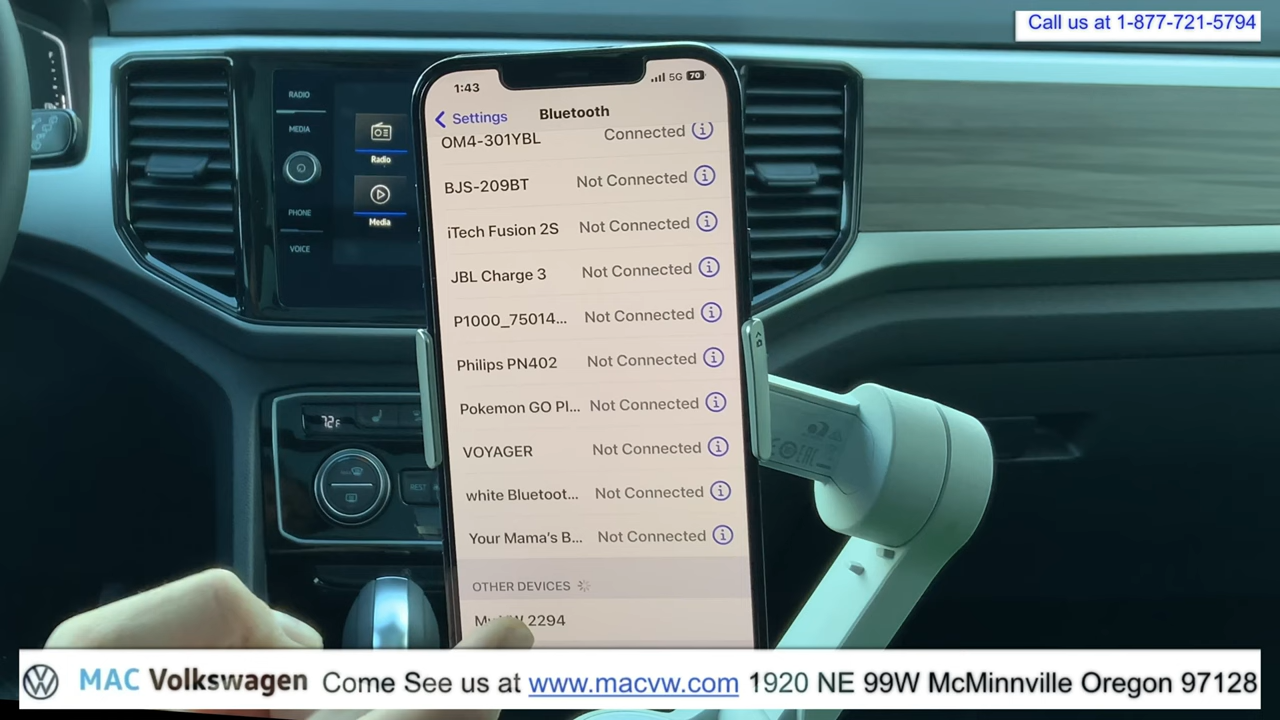 Call us at 1-877-721-5794
RADIO
MEDIA
PHONE
VOICE
Radio
Media
72F
REST
1:43
5G 70
Settings
Bluetooth
OM4-301YBL Connected
BJS-209BT Not Connected
iTech Fusion 2S Not Connected
JBL Charge 3 Not Connected
P1000_75014... Not Connected
Philips PN402 Not Connected
Pokemon GO Pl... Not Connected
VOYAGER Not Connected
white Bluetoot... Not Connected
Your Mama's B... Not Connected
OTHER DEVICES
2294
MAC Volkswagen Come See us at www.macvw.com 1920 NE 99W McMinnville Oregon 97128